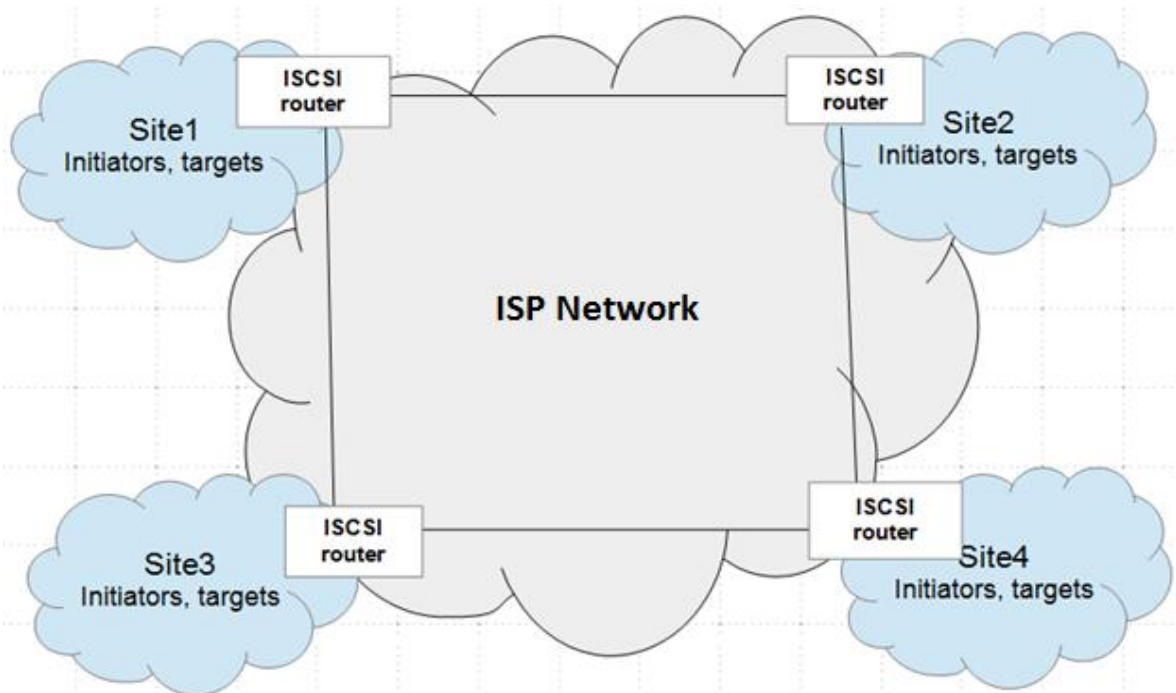 ISCSI
router
Site1
Initiators, targets
ISCSI
router
Site2
Initiators, targets
ISP Network
ISCSI
router
Site3
Initiators, targets
ISCSI
router
Site4
Initiators, targets